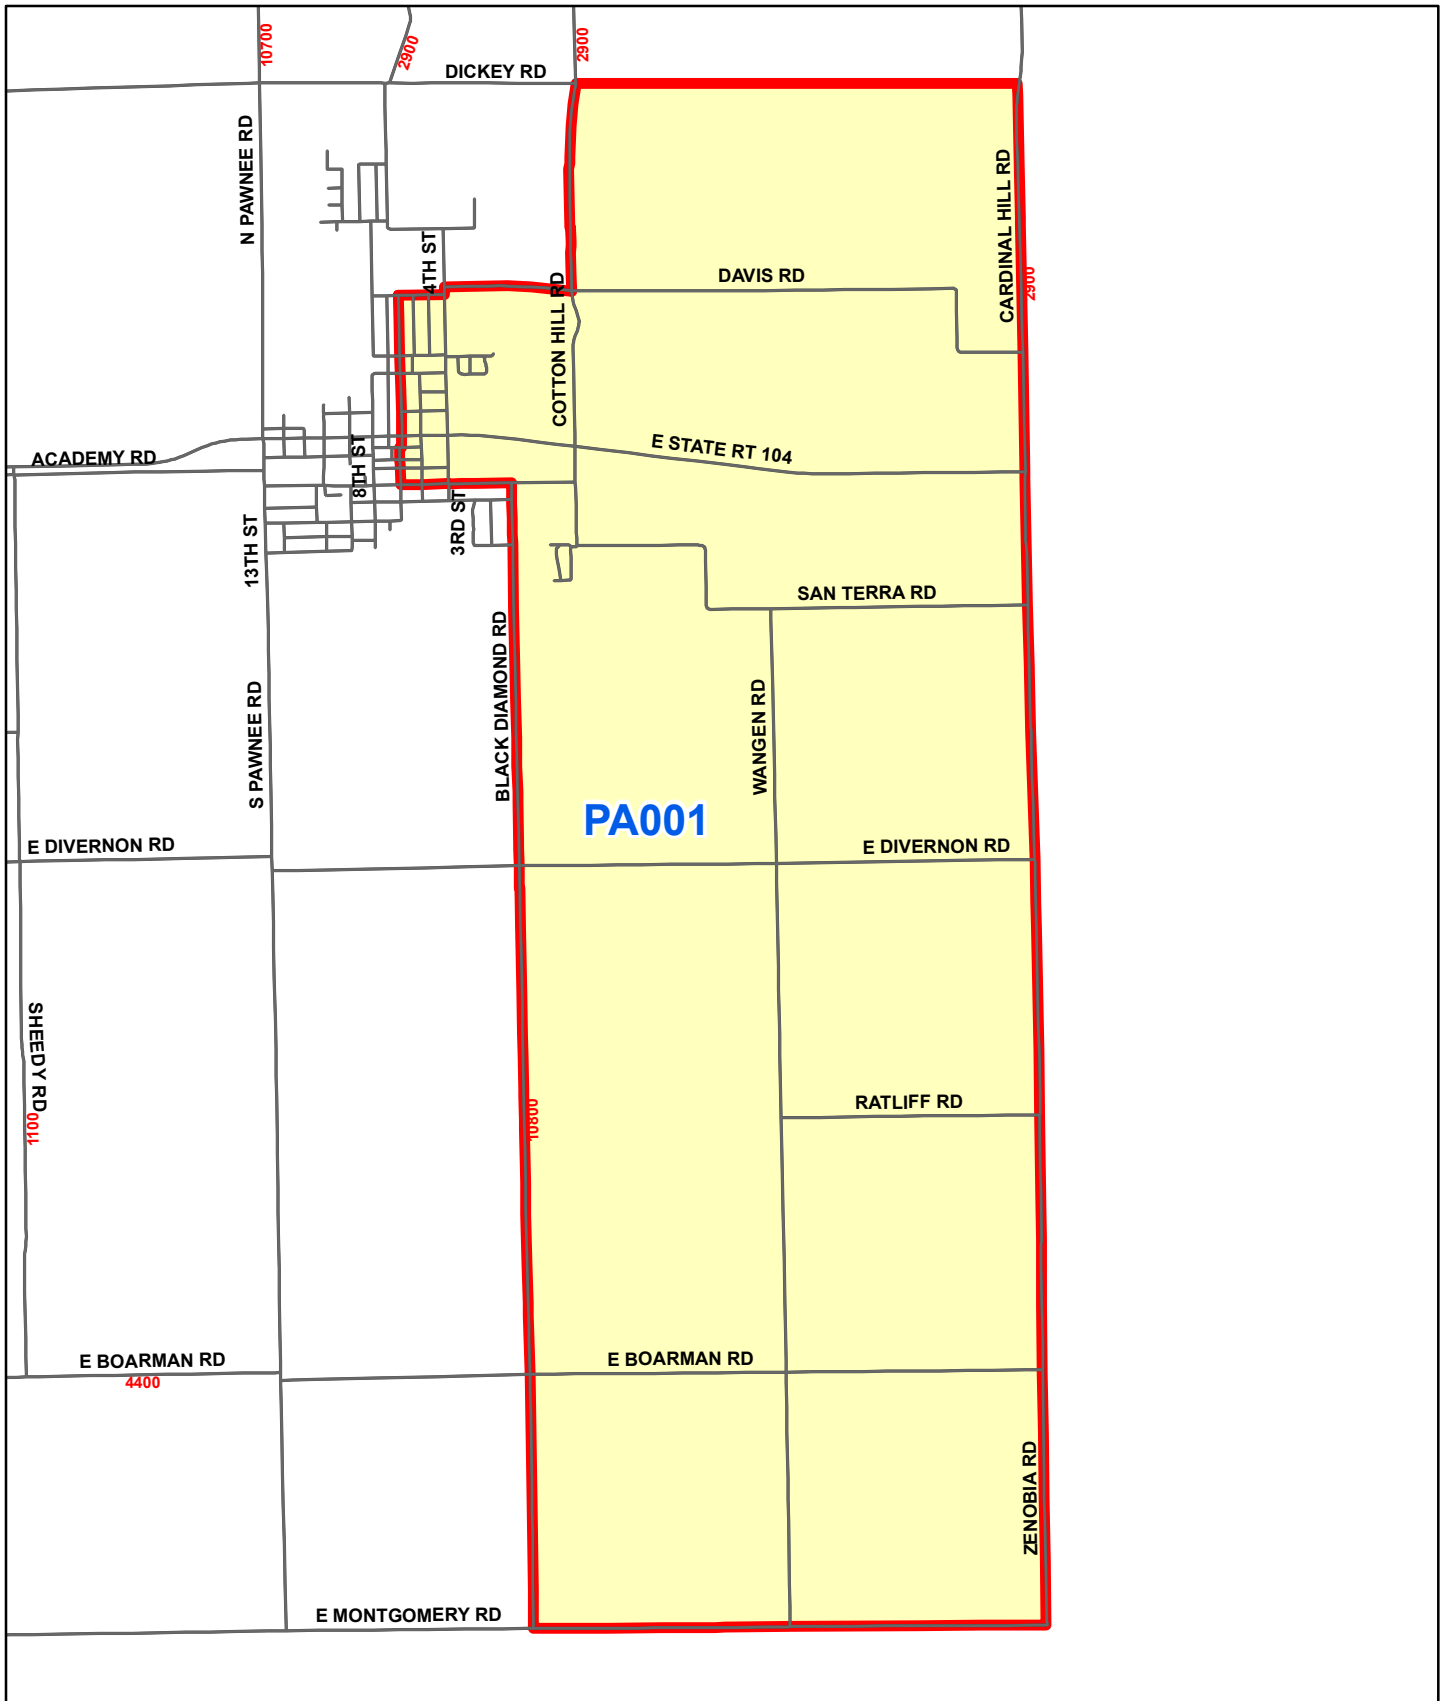 10700
2900
2900
DICKEY RD
N PAWNEE RD
CARDINAL HILL RD
4TH ST
DAVIS RD
2900
COTTON HILL RD
E STATE RT 104
ACADEMY RD
8TH ST
3RD ST
13TH ST
SAN TERRA RD
BLACK DIAMOND RD
S PAWNEE RD
WANGEN RD
PA001
E DIVERNON RD
E DIVERNON RD
SHEEDY RD
1100
10800
RATLIFF RD
E BOARMAN RD
4400
E BOARMAN RD
ZENOBIA RD
E MONTGOMERY RD